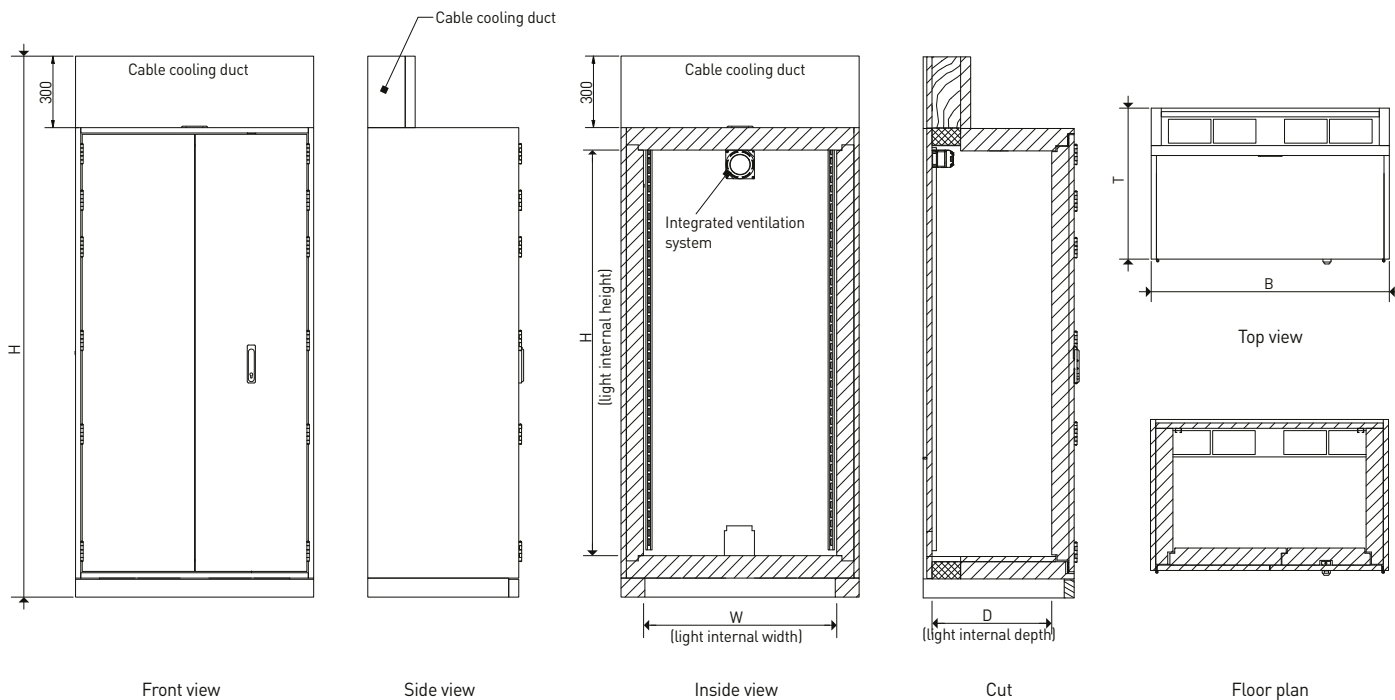 Cable cooling duct
Cable cooling duct
300
H
Front view
Side view
Cable cooling duct
300
Integrated ventilation
system
H
(light internal height)
W
(light internal width)
Inside view
D
(light internal depth)
Cut
T
B
Top view
Floor plan